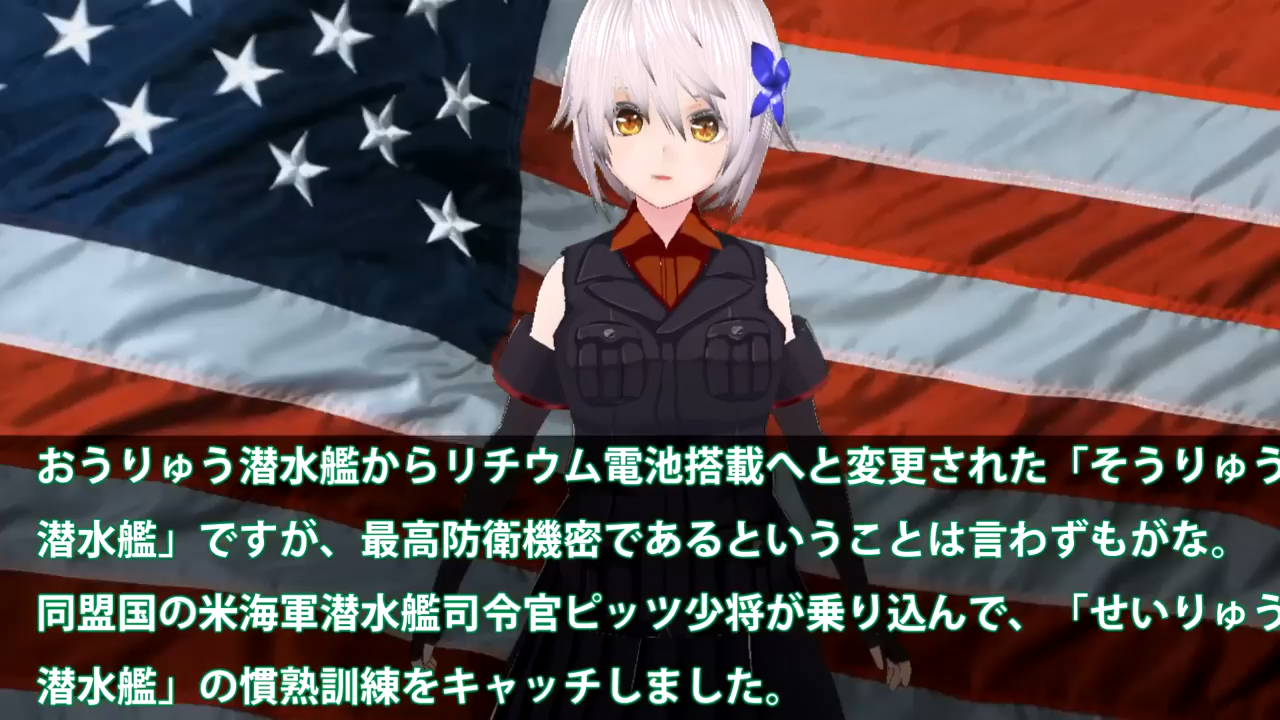 おうりゅう潜水艦からリチウム電池搭載へと変更された「そうりゅう
潜水艦」ですが、最高防衛機密であるということは言わずもがな。
同盟国の米海軍潜水艦司令官ピッツ少将が乗り込んで、「せいりゅう
潜水艦」の慣熟訓練をキャッチしました。